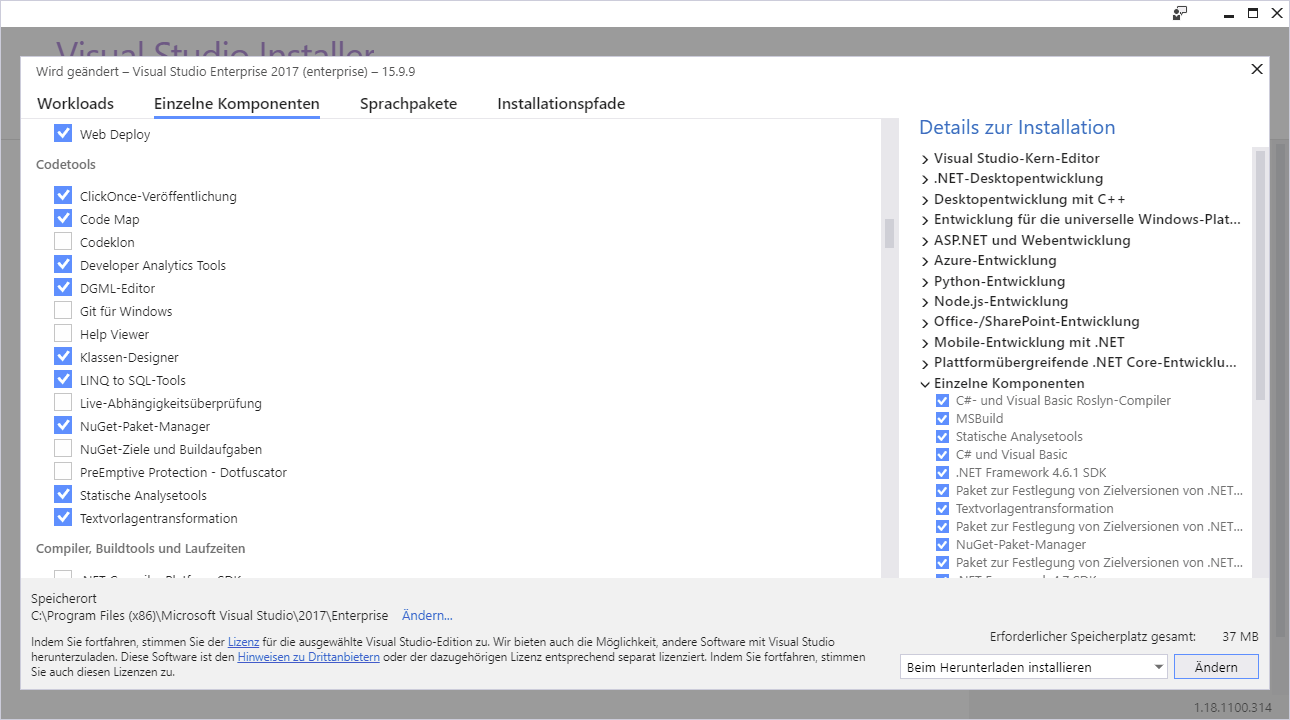 Visual Studio Installer
Wird geändert – Visual Studio Enterprise 2017 (enterprise) – 15.9.9
Workloads
Einzelne Komponenten
Sprachpakete
Installationspfade
Web Deploy
Codetools
ClickOnce-Veröffentlichung
Code Map
Codeklon
Developer Analytics Tools
DGML-Editor
Git für Windows
Help Viewer
Klassen-Designer
LINQ to SQL-Tools
Live-Abhängigkeitsüberprüfung
NuGet-Paket-Manager
NuGet-Ziele und Buildaufgaben
PreEmptive Protection - Dotfuscator
Statische Analysetools
Textvorlagentransformation
Compiler, Buildtools und Laufzeiten
.NET Compiler Platform SDK
Details zur Installation
Visual Studio-Kern-Editor
.NET-Desktopentwicklung
Desktopentwicklung mit C++
Entwicklung für die universelle Windows-Plat...
ASP.NET und Webentwicklung
Azure-Entwicklung
Python-Entwicklung
Node.js-Entwicklung
Office-/SharePoint-Entwicklung
Mobile-Entwicklung mit .NET
Plattformübergreifende .NET Core-Entwicklu...
Einzelne Komponenten
C#- und Visual Basic Roslyn-Compiler
MSBuild
Statische Analysetools
C# und Visual Basic
.NET Framework 4.6.1 SDK
Paket zur Festlegung von Zielversionen von .NET...
Textvorlagentransformation
Paket zur Festlegung von Zielversionen von .NET...
NuGet-Paket-Manager
Paket zur Festlegung von Zielversionen von .NET...
.NET Framework 4.7 SDK
Speicherort
C:\Program Files (x86)\Microsoft Visual Studio\2017\Enterprise Ändern...
Indem Sie fortfahren, stimmen Sie der Lizenz für die ausgewählte Visual Studio-Edition zu. Wir bieten auch die Möglichkeit, andere Software mit Visual Studio
herunterzuladen. Diese Software ist den Hinweisen zu Drittanbietern oder der dazugehörigen Lizenz entsprechend separat lizenziert. Indem Sie fortfahren, stimmen
Sie auch diesen Lizenzen zu.
Erforderlicher Speicherplatz gesamt: 37 MB
Beim Herunterladen installieren
Ändern
1.18.1100.314